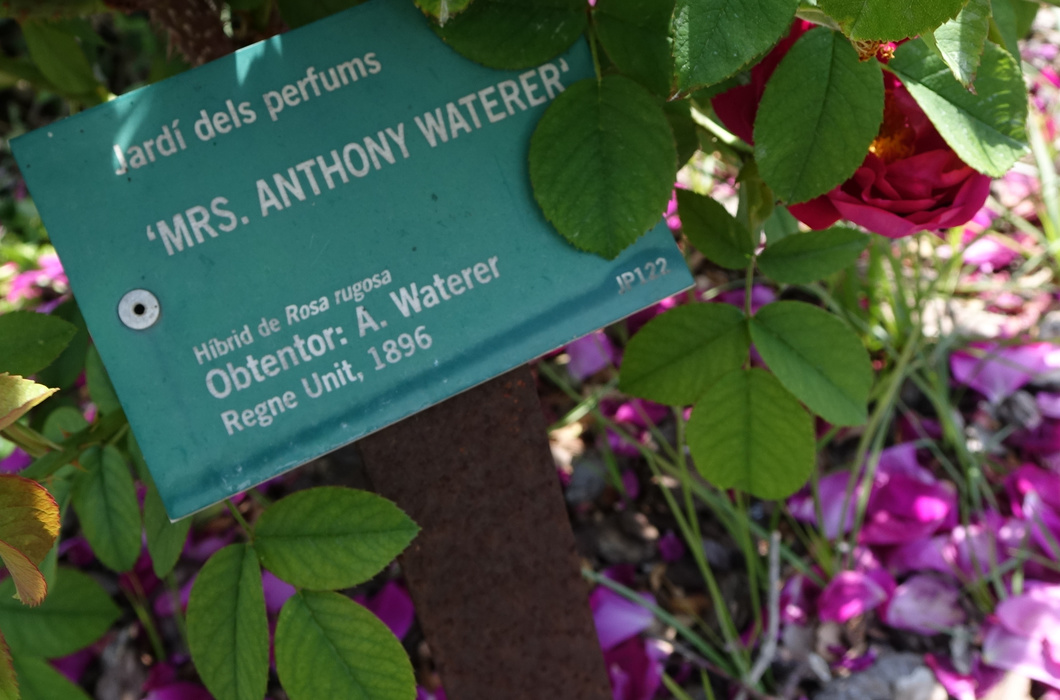 Jardí dels perfums
‘MRS. ANTHONY WATERER’
Híbrid de Rosa rugosa
Obtentor: A. Waterer
Regne Unit, 1896
JP122